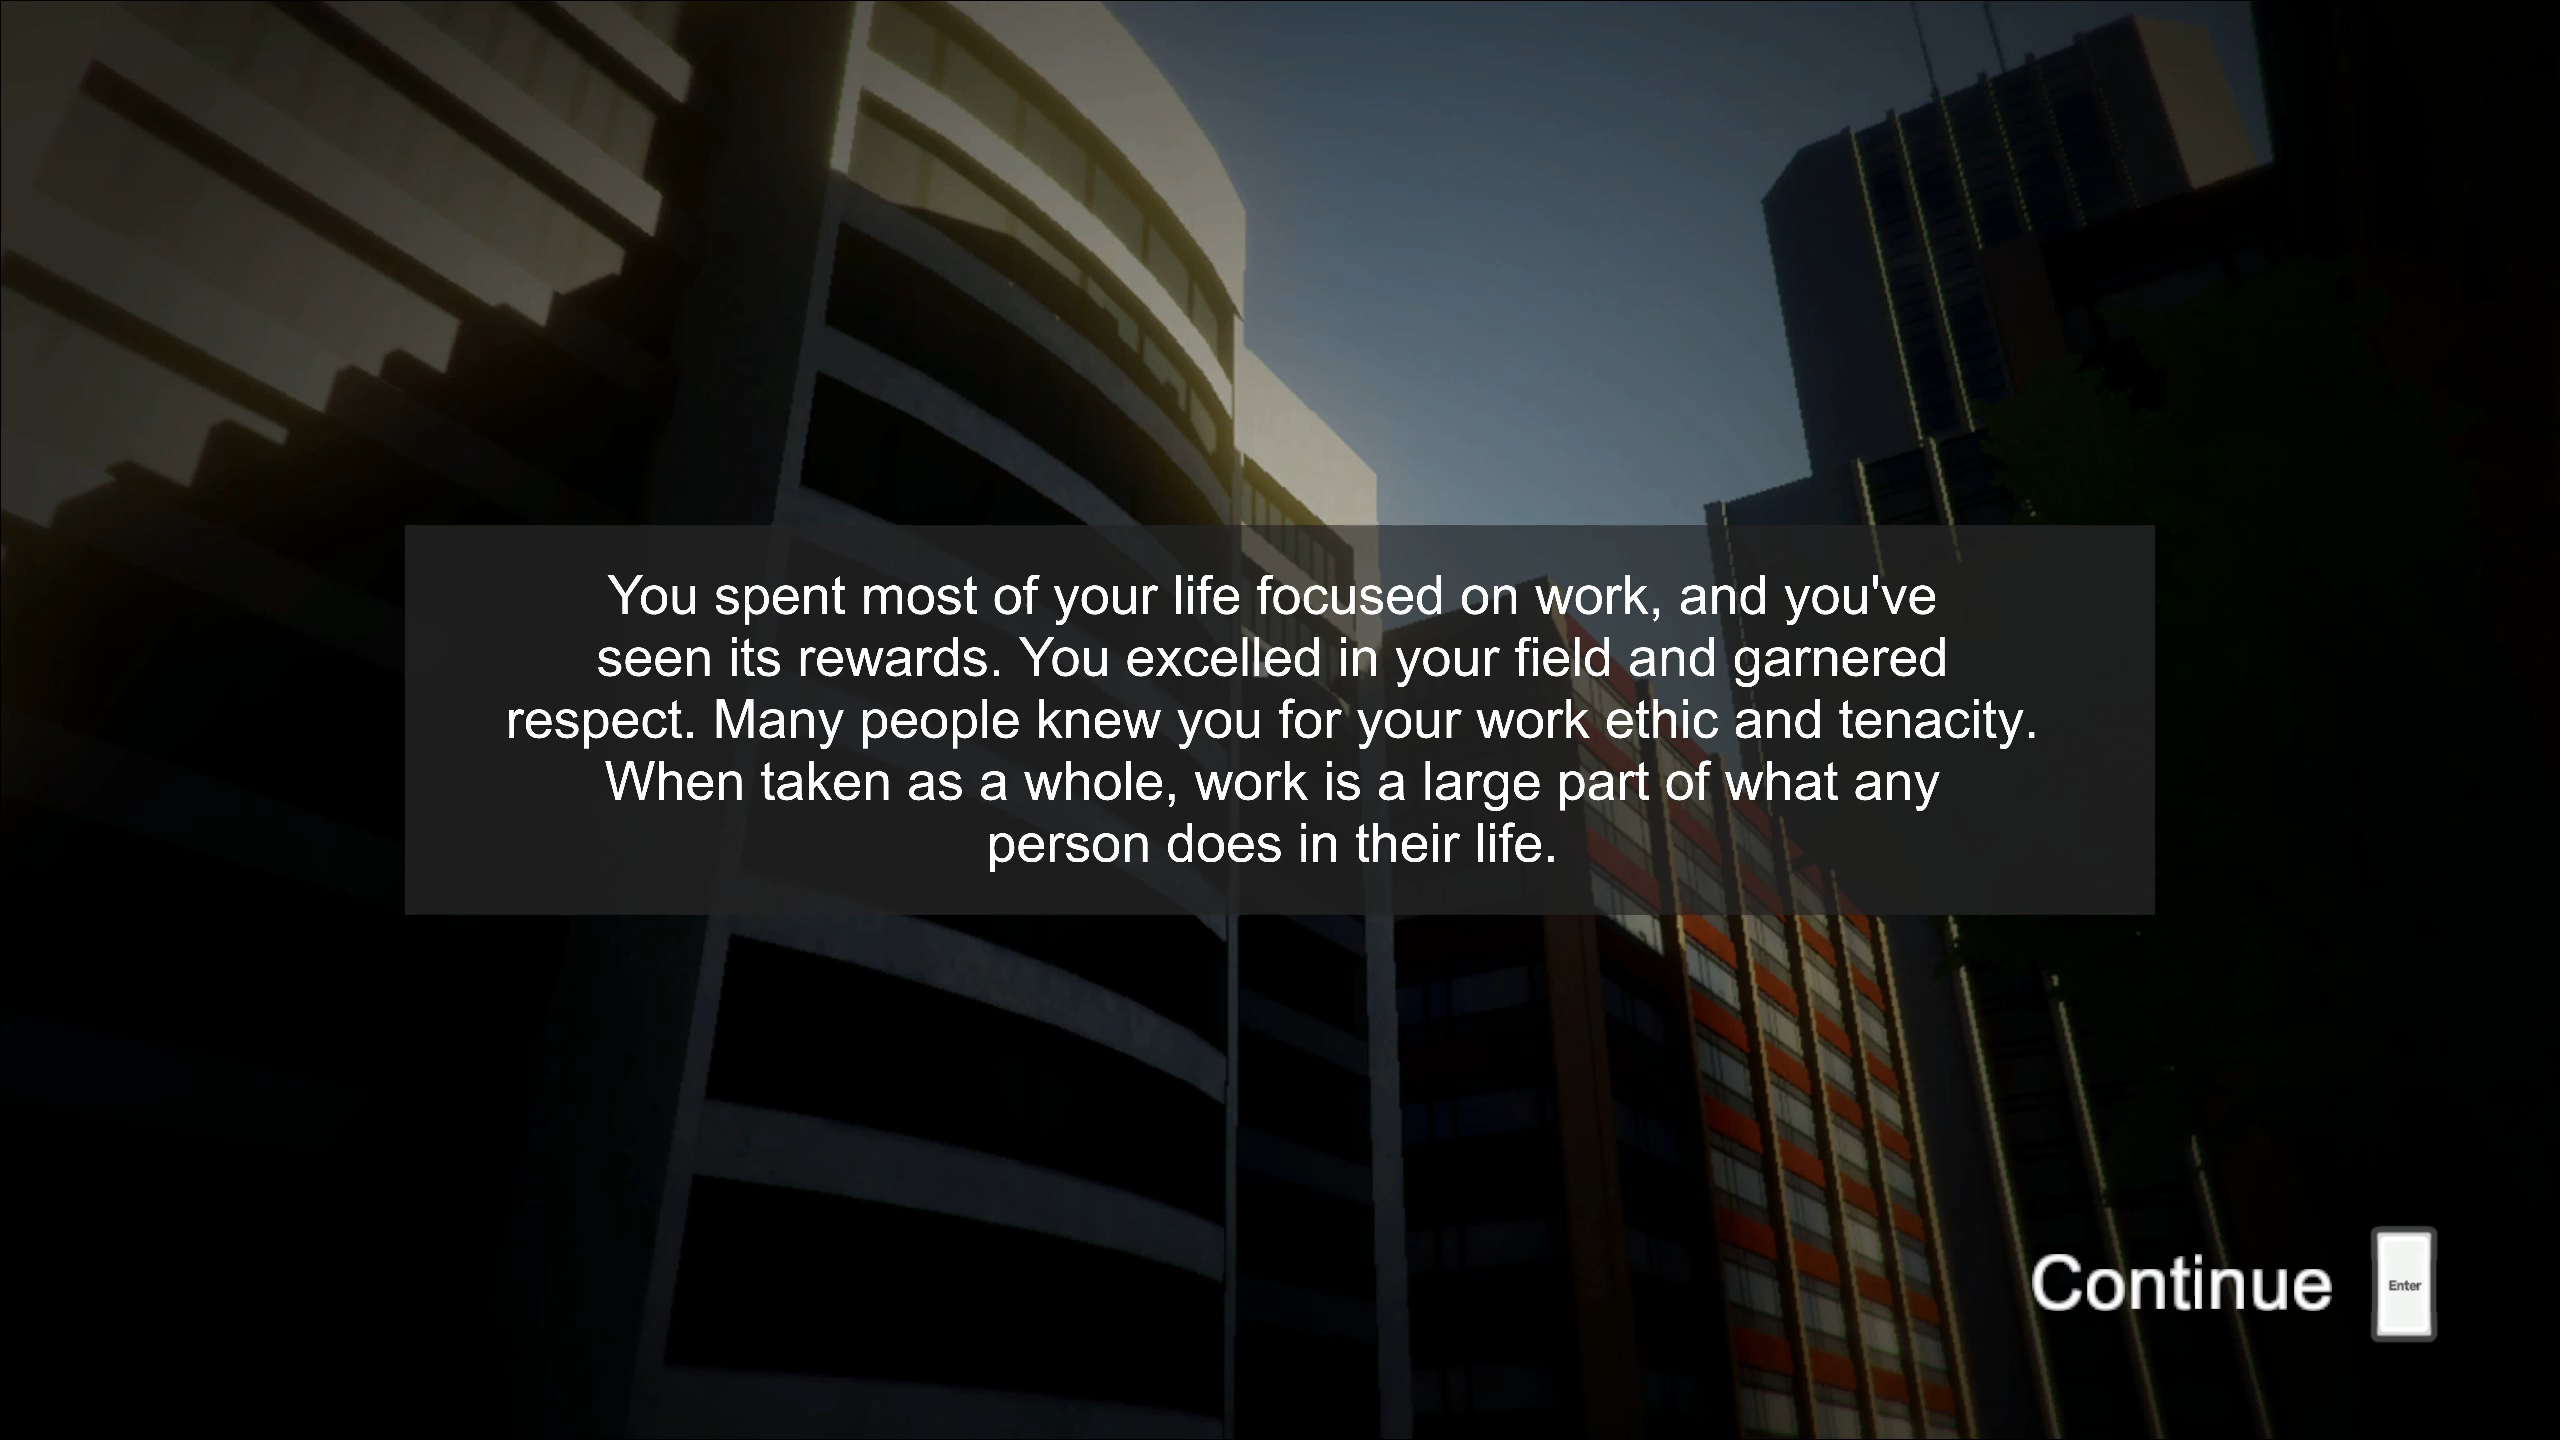 You spent most of your life focused on work, and you've
seen its rewards. You excelled in your field and garnered
respect. Many people knew you for your work ethic and tenacity.
When taken as a whole, work is a large part of what any
person does in their life.
Continue
Enter